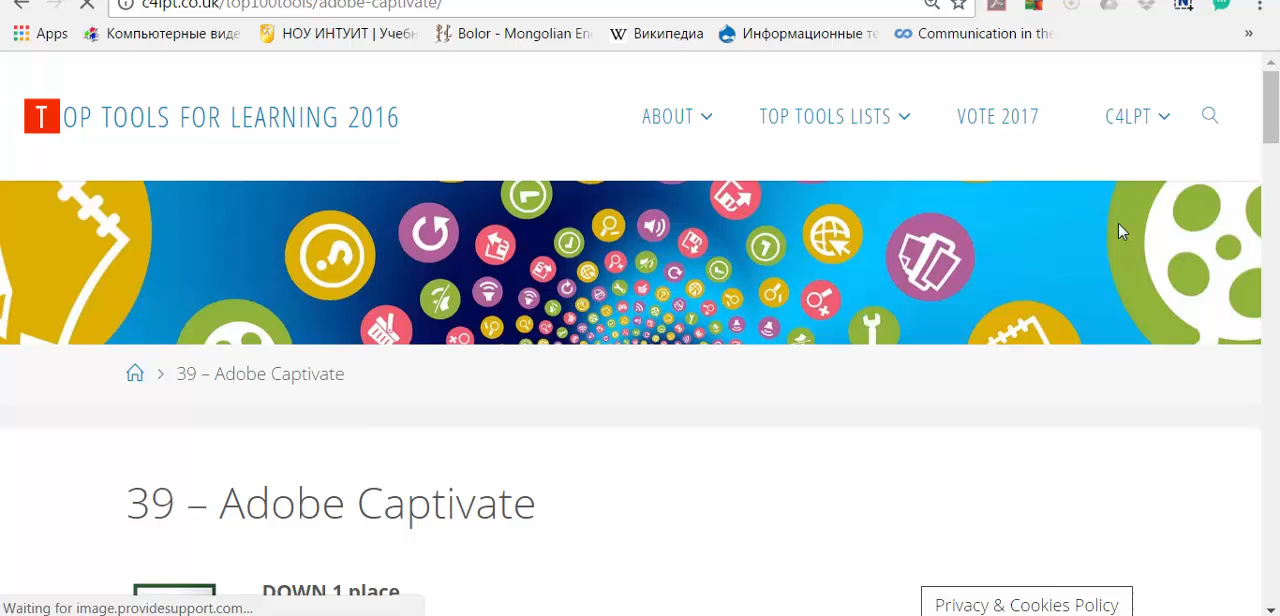 c4lpt.co.uk/top100tools/adobe-captivate/
Apps Компьютерные виде НОУ ИНТУИТ | Учебн Bolor - Mongolian En Википедия Информационные те Communication in the »
TOP TOOLS FOR LEARNING 2016
ABOUT TOP TOOLS LISTS VOTE 2017 C4LPT
39 – Adobe Captivate
39 – Adobe Captivate
DOWN 1 place
Privacy & Cookies Policy
Waiting for image.providesupport.com...